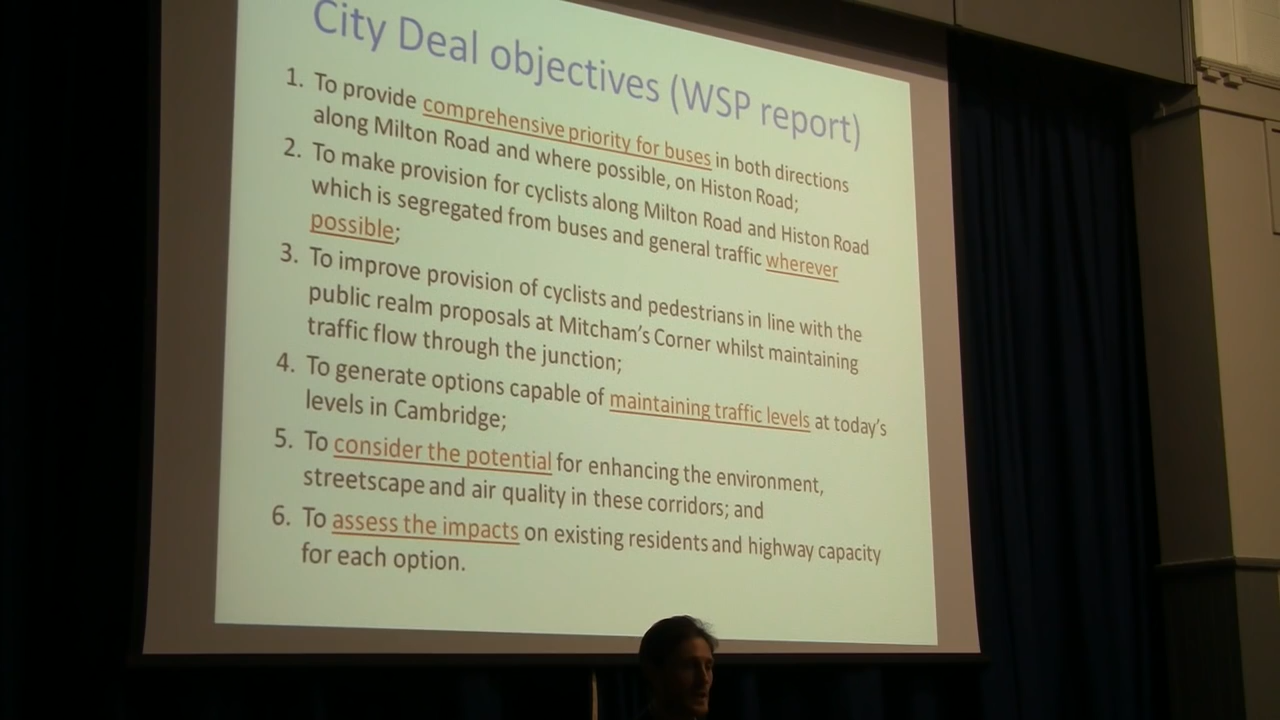 City Deal objectives (WSP report)
1. To provide comprehensive priority for buses in both directions
along Milton Road and where possible, on Histon Road;
2. To make provision for cyclists along Milton Road and Histon Road
which is segregated from buses and general traffic wherever
possible;
3. To improve provision of cyclists and pedestrians in line with the
public realm proposals at Mitcham's Corner whilst maintaining
traffic flow through the junction;
4. To generate options capable of maintaining traffic levels at today's
levels in Cambridge;
5. To consider the potential for enhancing the environment,
streetscape and air quality in these corridors; and
6. To assess the impacts on existing residents and highway capacity
for each option.